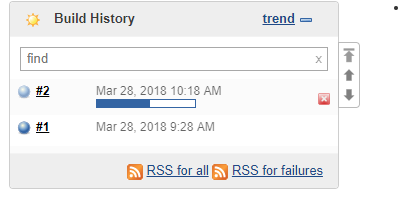 Build History trend
find x
#2 Mar 28, 2018 10:18 AM
#1 Mar 28, 2018 9:28 AM
RSS for all RSS for failures